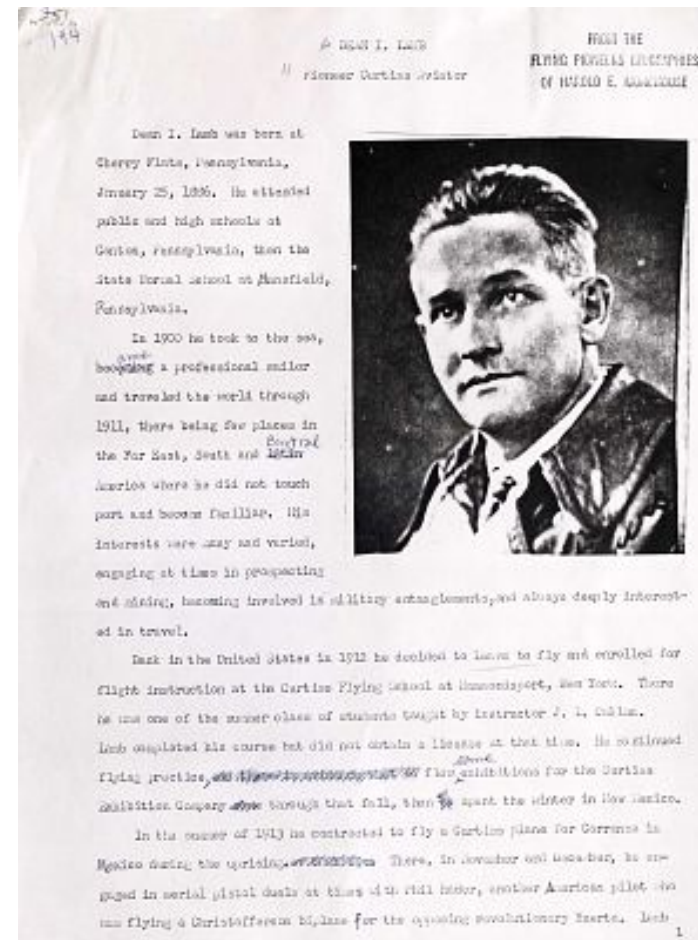 251
194
DEAN I. LAMB
Pioneer Curtiss Aviator
FROM THE
FLYING PIONEERS BIOGRAPHIES
OF HAROLD E. MOREHOUSE
Dean I. Lamb was born at
Cherry Flats, Pennsylvania,
January 25, 1886. He attended
public and high schools at
Canton, Pennsylvania, then the
State Normal School at Mansfield,
Pennsylvania.
In 1900 he took to the sea,
a professional sailor
and traveled the world through
1911, there being few places in
Central
the Far East, South and Latin
America where he did not touch
port and become familiar. His
interests were many and varied,
engaging at times in prospecting
and mining, becoming involved in military entanglements, and always deeply interest-
ed in travel.
Back in the United States in 1912 he decided to learn to fly and enrolled for
flight instruction at the Curtiss Flying School at Hammondsport, New York. There
he was one of the summer class of students taught by instructor J. L. Callan.
Lamb completed his course but did not obtain a license at that time. He continued
flying practice, flew exhibitions for the Curtiss
Exhibition Company through that fall, then spent the winter in New Mexico.
In the summer of 1913 he contracted to fly a Curtiss plane for Carranza in
Mexico during the uprising. There, in November and December, he en-
gaged in aerial pistol duels at times with Phil Rader, another American pilot who
was flying a Christofferson biplane for the opposing revolutionary Huerta. Lamb
1